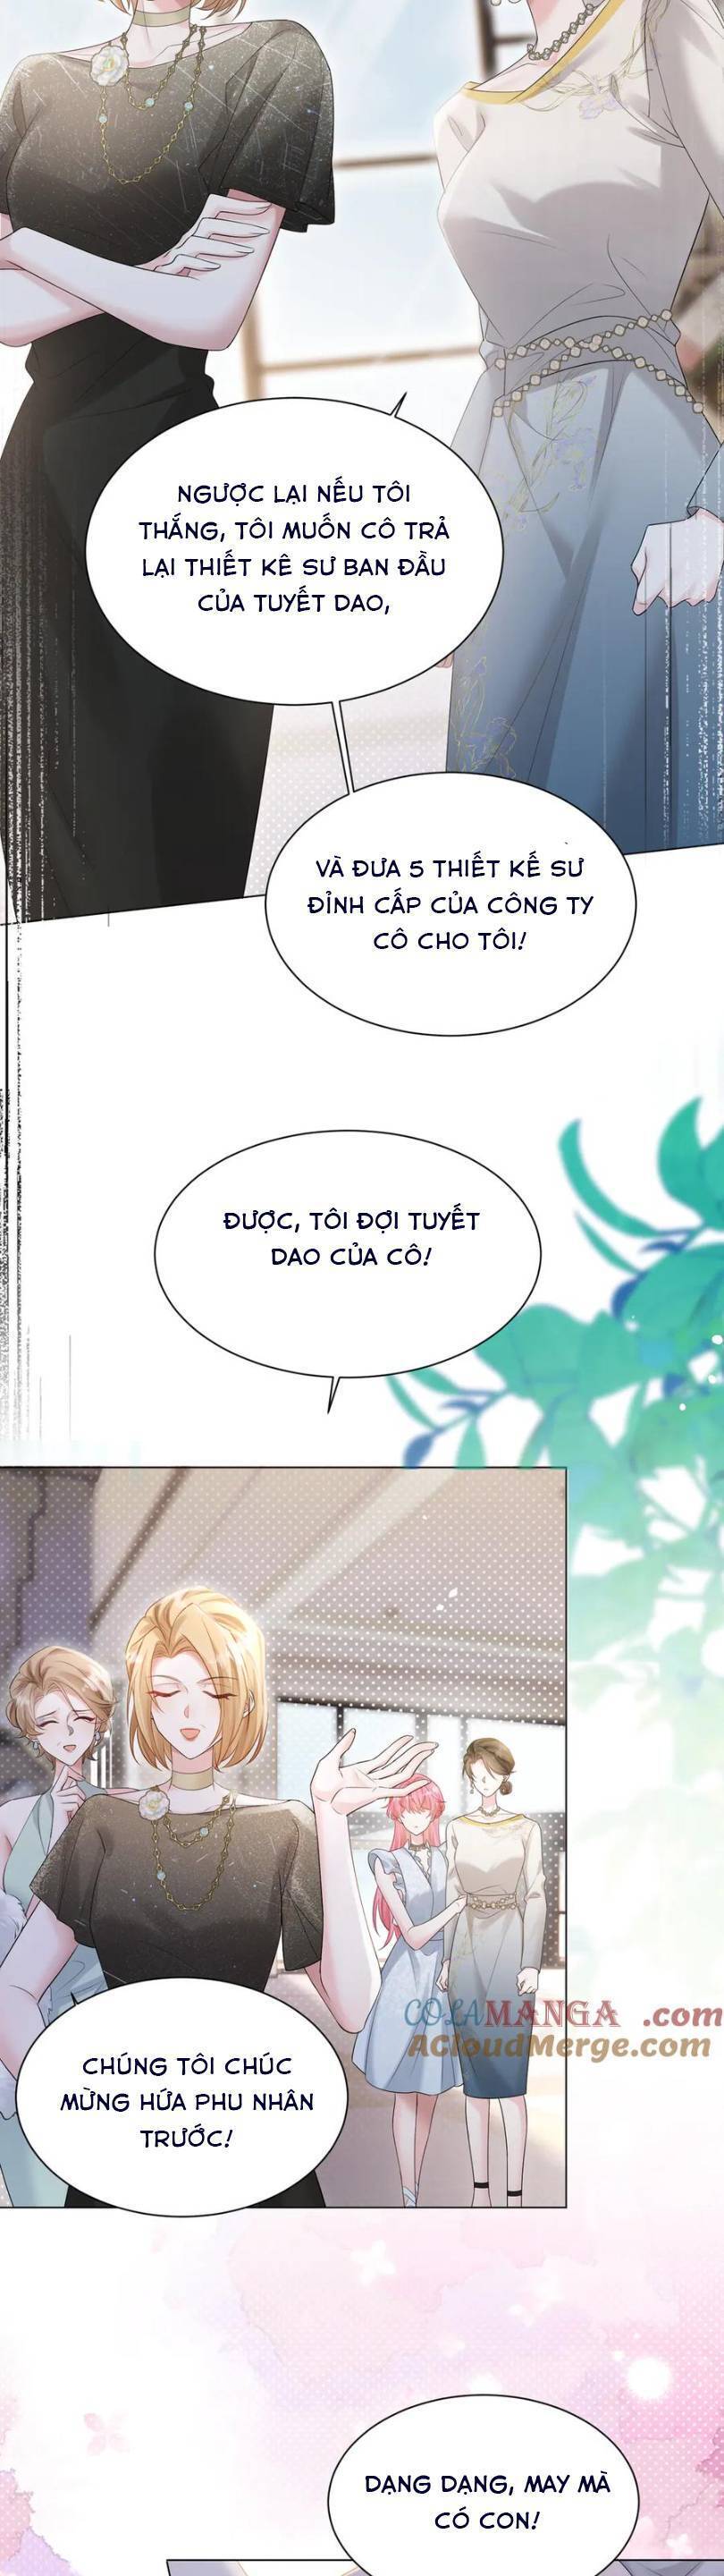 NGƯỢC LẠI NẾU TÔI
THẮNG, TÔI MUỐN CÔ TRẢ
LẠI THIẾT KÊ SƯ BAN ĐẦU
CỦA TUYẾT DAO,
VÀ ĐƯA 5 THIẾT KẾ SƯ
ĐỈNH CẤP CỦA CÔNG TY
CÔ CHO TÔI!
ĐƯỢC, TÔI ĐỢI TUYẾT
DAO CỦA CÔ!
COLAMANGA.com
AcloudMerge.com
CHÚNG TÔI CHÚC
MỪNG HỨA PHU NHÂN
TRƯỚC!
DẠNG DẠNG, MAY MÀ
CÓ CON!